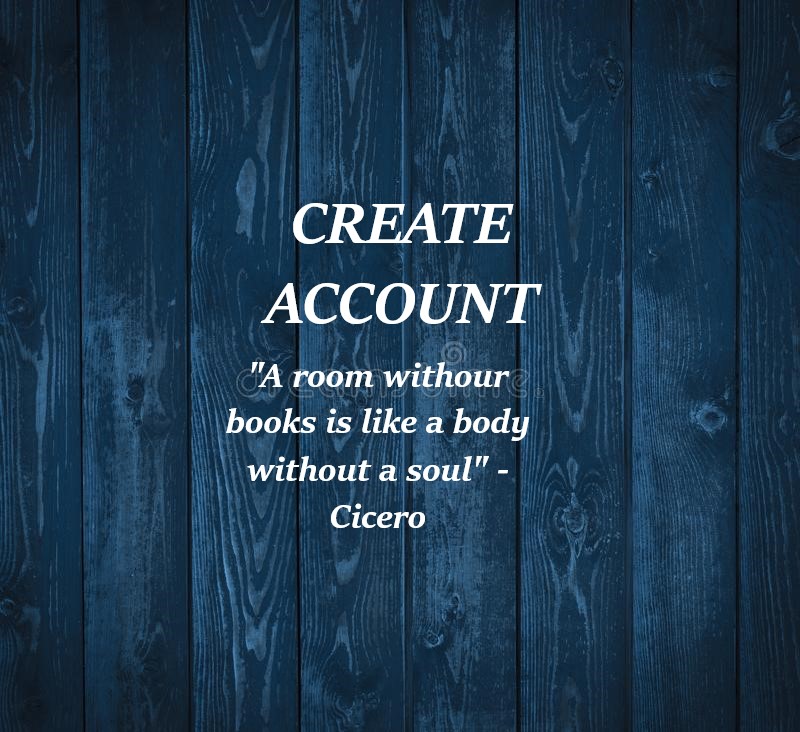 CREATE
ACCOUNT
"A room withour
books is like a body
without a soul" -
Cicero